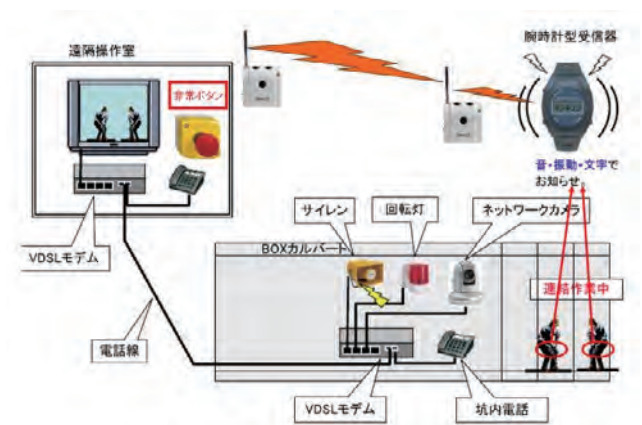 遠隔操作室
非常ボタン
腕時計型受信器
音・振動・文字で
お知らせ
サイレン
回転灯
ネットワークカメラ
VDSLモデム
BOXカルバート
連結作業中
電話線
VDSLモデム
坑内電話